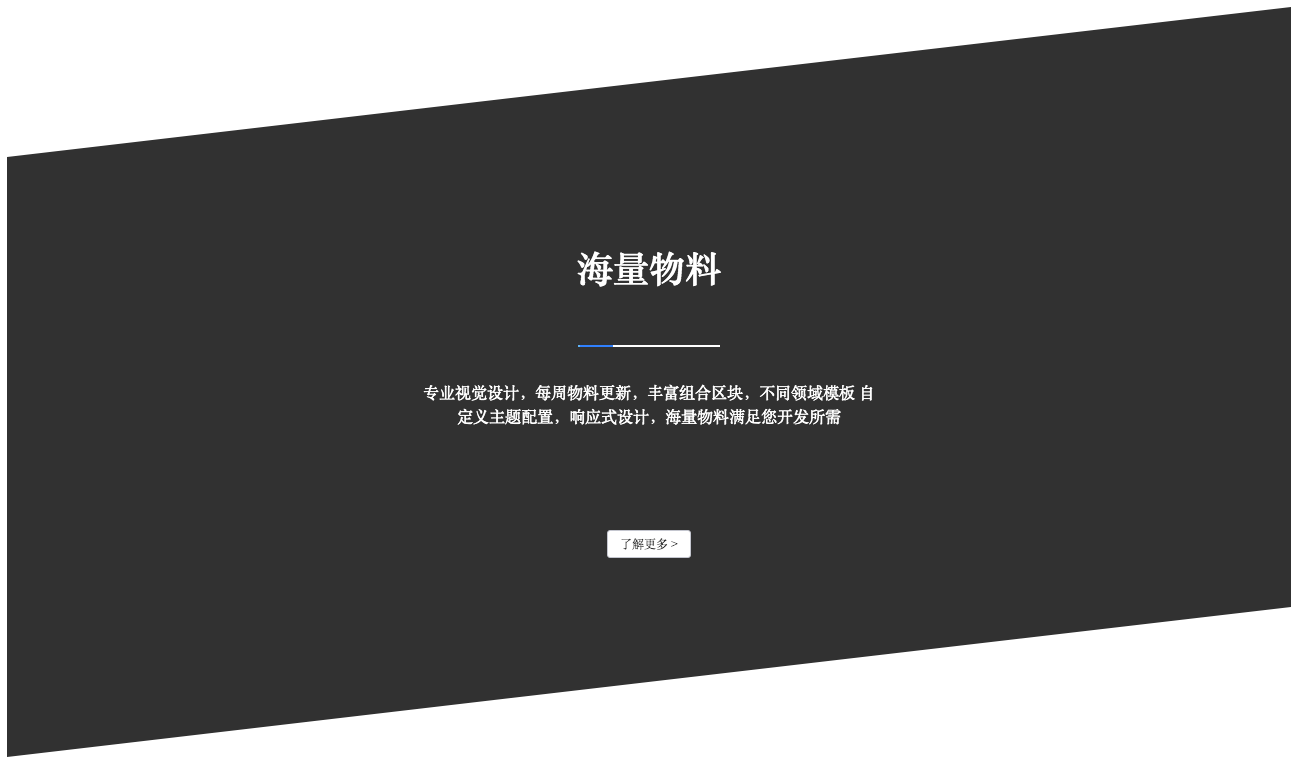 海量物料
专业视觉设计，每周物料更新，丰富组合区块，不同领域模板 自
定义主题配置，响应式设计，海量物料满足您开发所需
了解更多 >